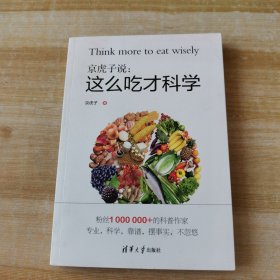 Think more to eat wisely
京虎子说：
这么吃才科学
京虎子 著
粉丝1 000 000+的科普作家
专业，科学，靠谱，摆事实，不忽悠
清华大学出版社